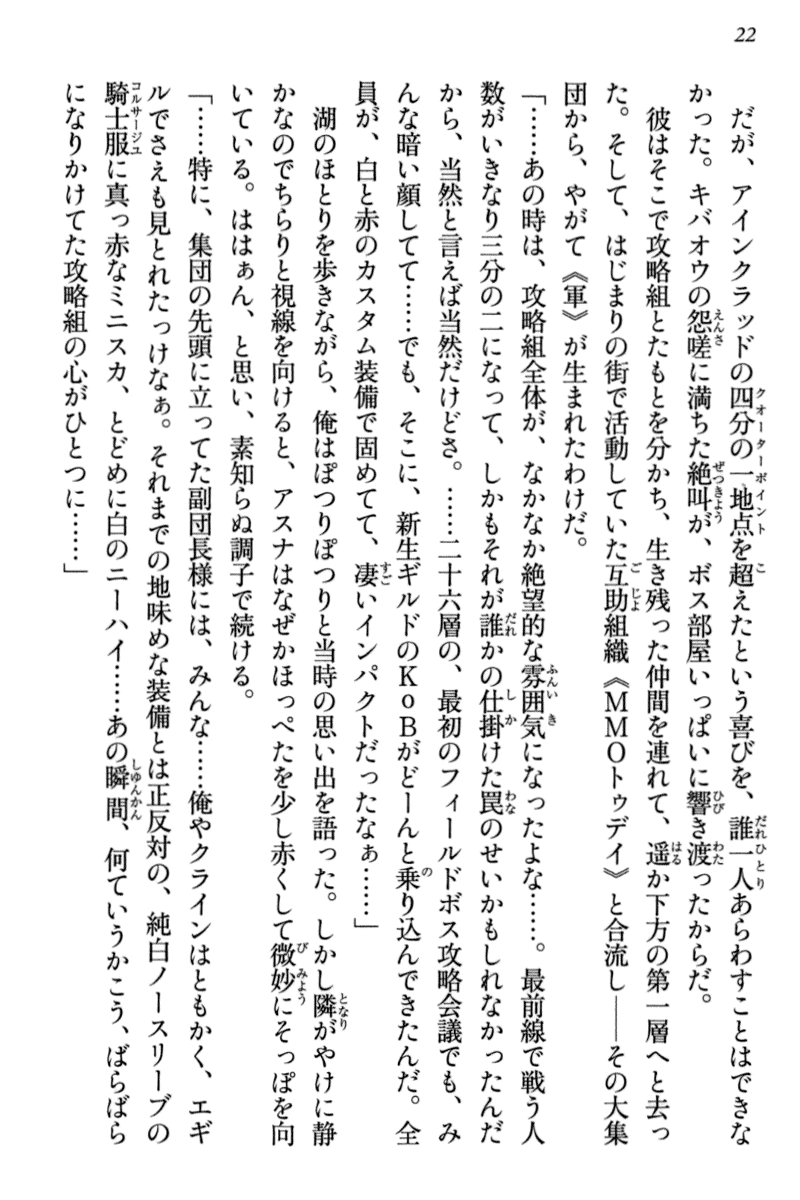 22
だが、アインクラッドの四分の一地点を超えたという喜びを、誰一人あらわすことはできな
かった。キバオウの怨嗟に満ちた絶叫が、ボス部屋いっぱいに響き渡ったからだ。
彼はそこで攻略組とたもとを分かち、生き残った仲間を連れて、遥か下方の第一層へと去っ
た。そして、はじまりの街で活動していた互助組織《ＭＭＯトゥデイ》と合流し――その大集
団から、やがて《軍》が生まれたわけだ。
「……あの時は、攻略組全体が、なかなか絶望的な雰囲気になったよな……。最前線で戦う人
数がいきなり三分の二になって、しかもそれが誰かの仕掛けた罠のせいかもしれなかったんだ
から、当然と言えば当然だけどさ。……二十六層の、最初のフィールドボス攻略会議でも、み
んな暗い顔してて……でも、そこに、新生ギルドのＫｏＢがどーんと乗り込んできたんだ。全
員が、白と赤のカスタム装備で固めてて、凄いインパクトだったなぁ……」
湖のほとりを歩きながら、俺はぽつりぽつりと当時の思い出を語った。しかし隣がやけに静
かなのでちらりと視線を向けると、アスナはなぜかほっぺたを少し赤くして微妙にそっぽを向
いている。ははぁん、と思い、素知らぬ調子で続ける。
「……特に、集団の先頭に立ってた副団長様には、みんな……俺やクラインはともかく、エギ
ルでさえも見とれたっけなぁ。それまでの地味めな装備とは正反対の、純白ノースリーブの
騎士服に真っ赤なミニスカ、とどめに白のニーハイ……あの瞬間、何ていうかこう、ばらばら
になりかけてた攻略組の心がひとつに……」